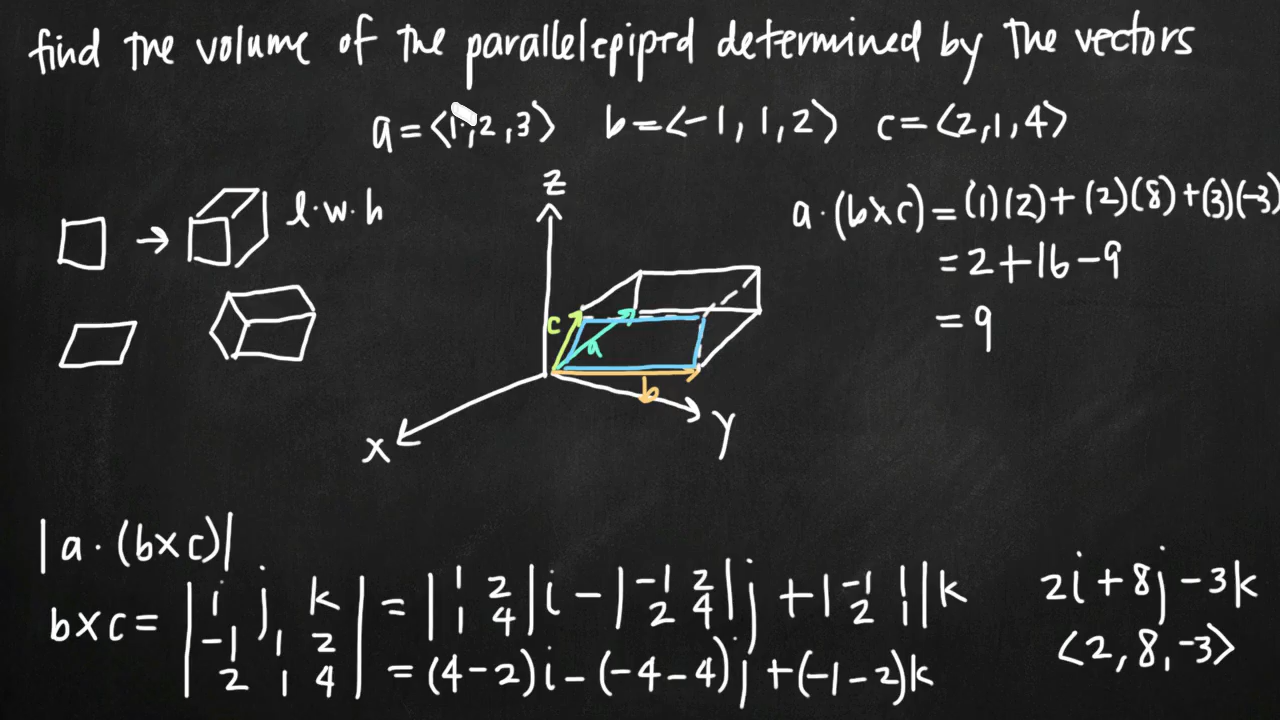 find the volume of the parallelepiped determined by the vectors
a = <1, 2, 3>   b = <-1, 1, 2>   c = <2, 1, 4>
l·w·h
z
c
a
b
x
y
a · (b×c) = (1)(2) + (2)(8) + (3)(-3)
= 2 + 16 - 9
= 9
|a · (b×c)|
b×c = | i j k | = | 1 2 | i - | -1 2 | j + | -1 1 | k
| -1 1 2 | | 1 4 | | 2 4 | | 2 1 |
| 2 1 4 | = (4-2)i - (-4-4)j + (-1-2)k
2i + 8j - 3k
<2, 8, -3>